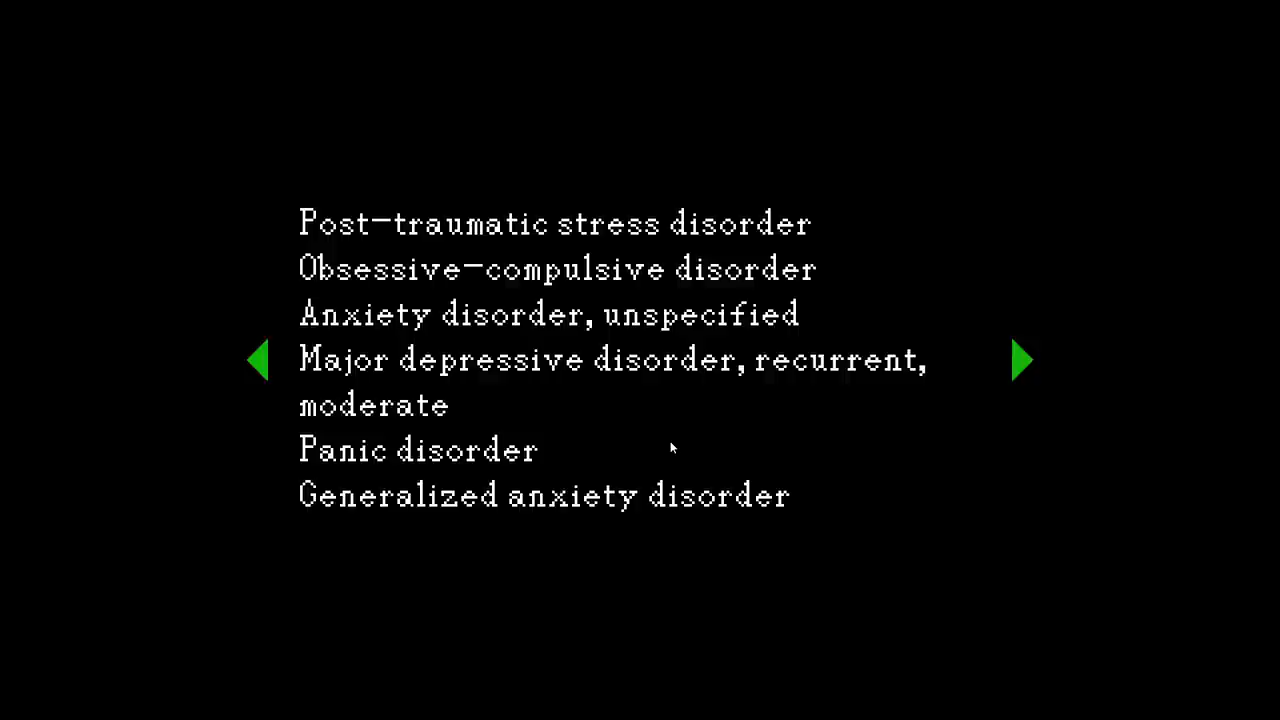 Post-traumatic stress disorder
Obsessive-compulsive disorder
Anxiety disorder, unspecified
Major depressive disorder, recurrent,
moderate
Panic disorder
Generalized anxiety disorder